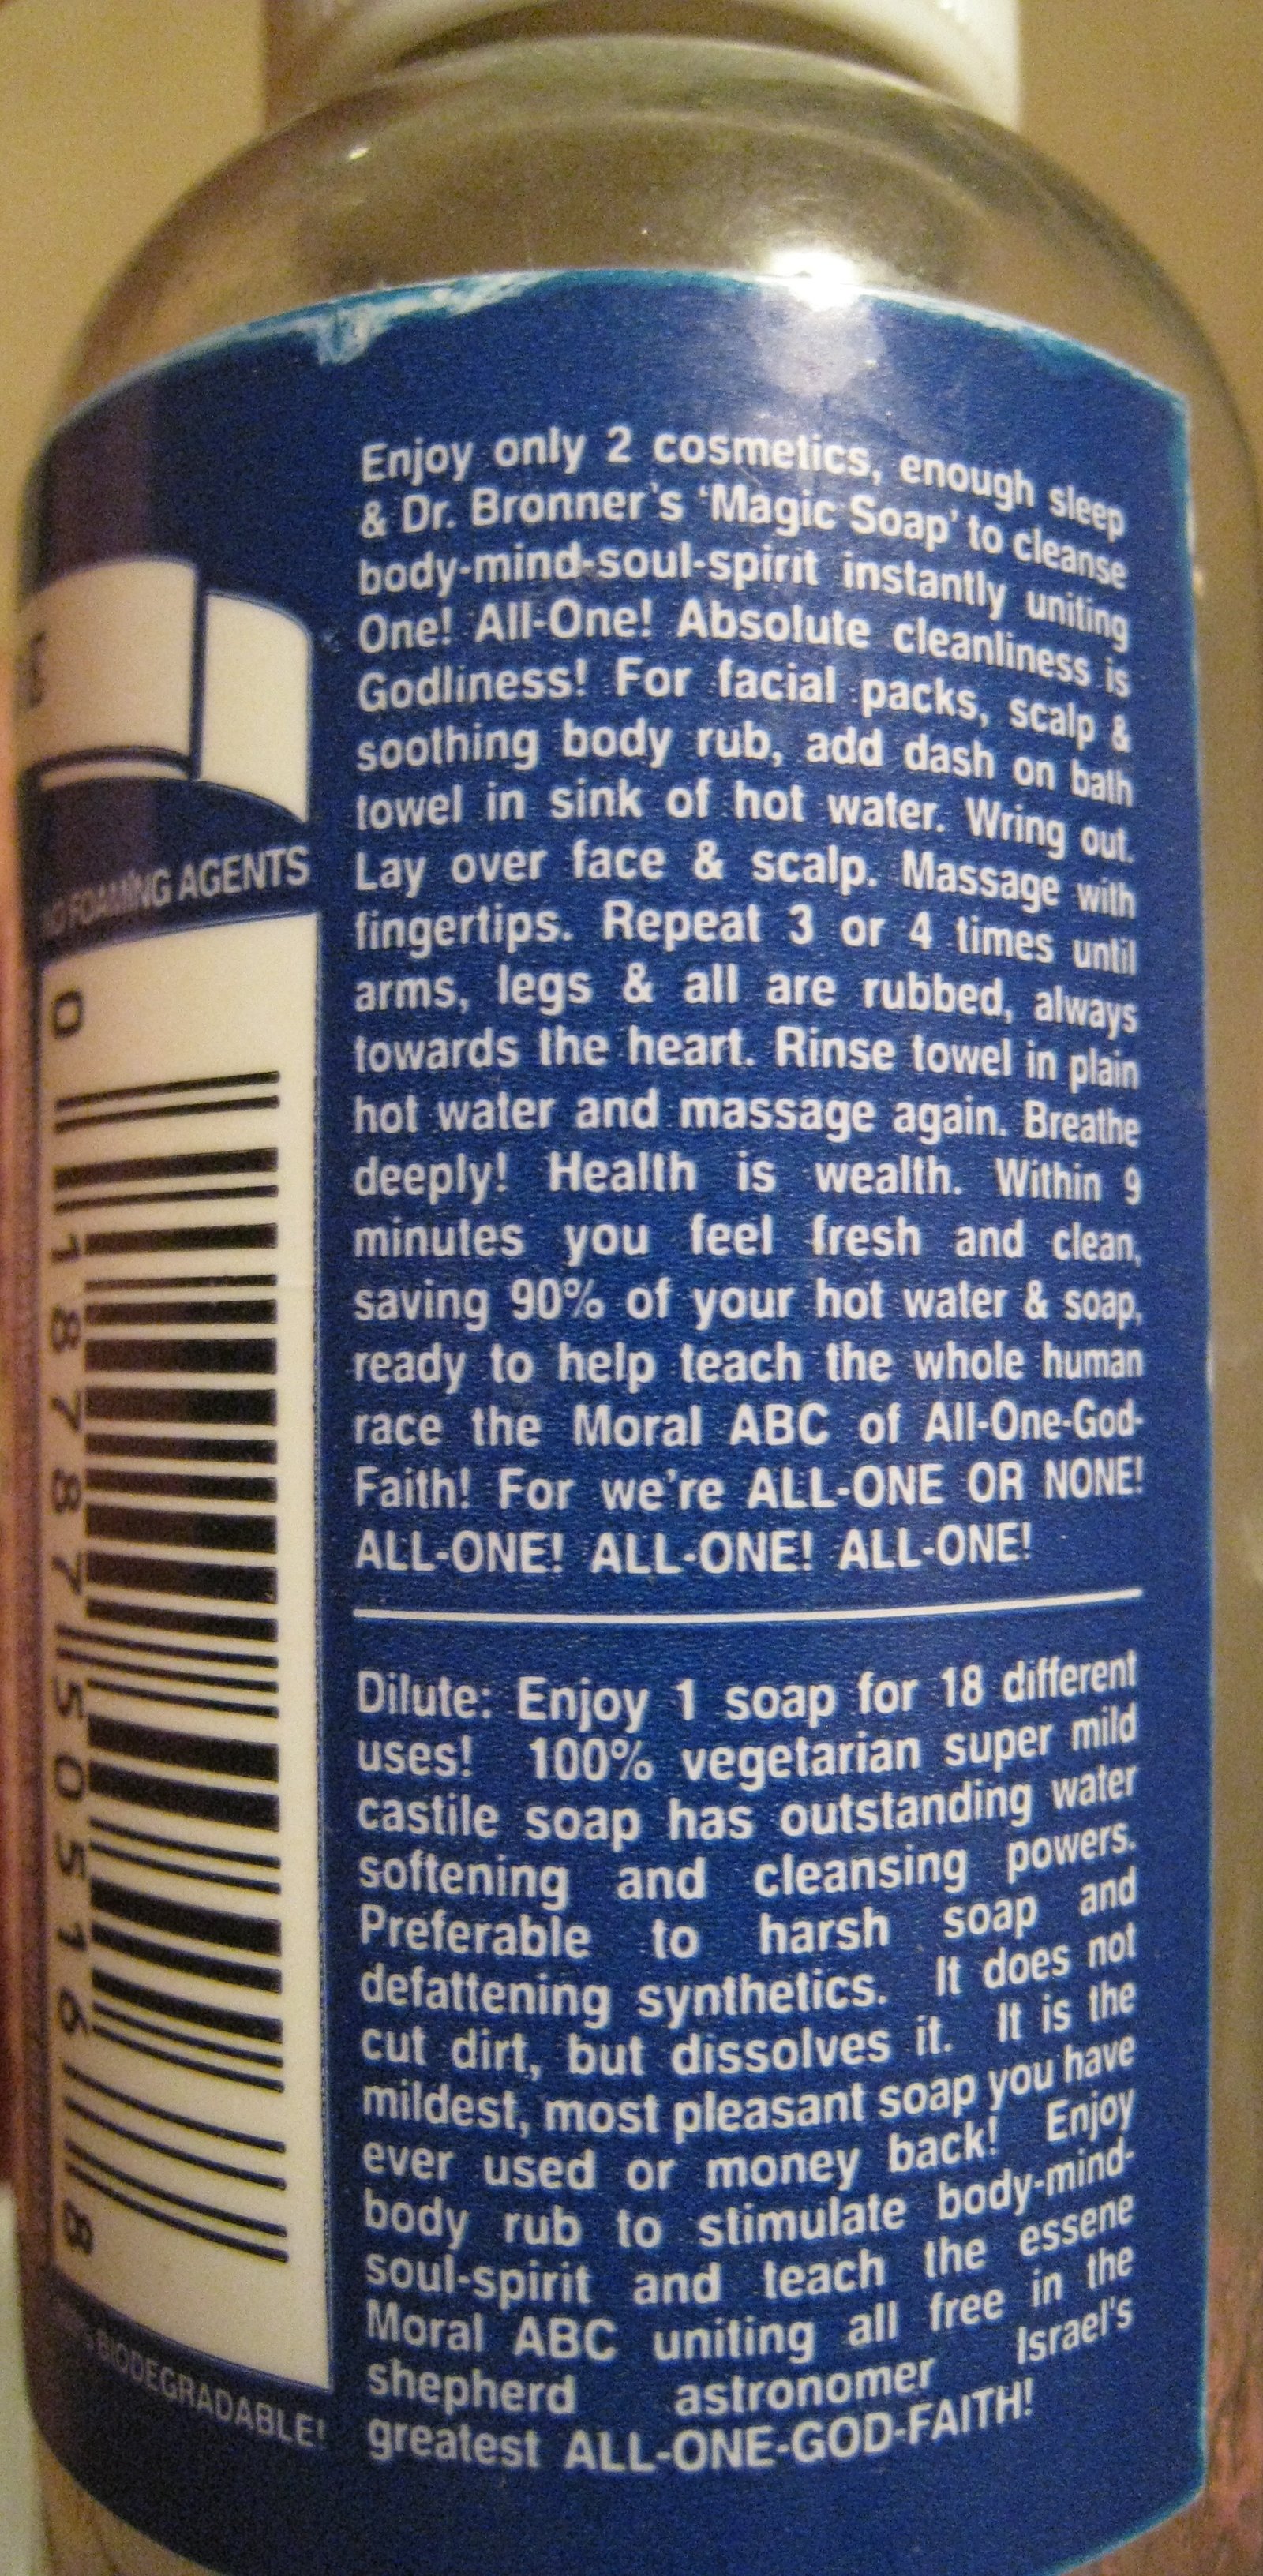 Enjoy only 2 cosmetics, enough sleep
& Dr. Bronner's 'Magic Soap' to cleanse
body-mind-soul-spirit instantly uniting
One! All-One! Absolute cleanliness is
Godliness! For facial packs, scalp &
soothing body rub, add dash on bath
towel in sink of hot water. Wring out.
Lay over face & scalp. Massage with
fingertips. Repeat 3 or 4 times until
arms, legs & all are rubbed, always
towards the heart. Rinse towel in plain
hot water and massage again. Breathe
deeply! Health is wealth. Within 9
minutes you feel fresh and clean,
saving 90% of your hot water & soap,
ready to help teach the whole human
race the Moral ABC of All-One-God-
Faith! For we're ALL-ONE OR NONE!
ALL-ONE! ALL-ONE! ALL-ONE!
Dilute: Enjoy 1 soap for 18 different
uses! 100% vegetarian super mild
castile soap has outstanding water
softening and cleansing powers.
Preferable to harsh soap and
defattening synthetics. It does not
cut dirt, but dissolves it. It is the
mildest, most pleasant soap you have
ever used or money back! Enjoy
body rub to stimulate body-mind-
soul-spirit and teach the essene
Moral ABC uniting all free in the
shepherd astronomer Israel's
greatest ALL-ONE-GOD-FAITH!
FOAMING AGENTS
0 18787 50516 8
BIODEGRADABLE!